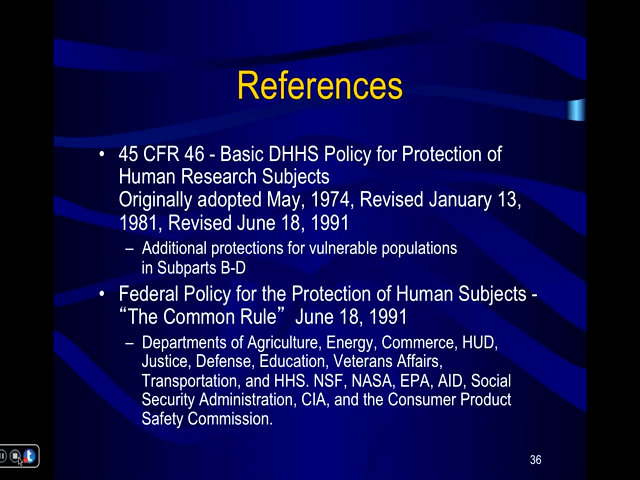 References
• 45 CFR 46 - Basic DHHS Policy for Protection of
Human Research Subjects
Originally adopted May, 1974, Revised January 13,
1981, Revised June 18, 1991
– Additional protections for vulnerable populations
in Subparts B-D
• Federal Policy for the Protection of Human Subjects -
“The Common Rule” June 18, 1991
– Departments of Agriculture, Energy, Commerce, HUD,
Justice, Defense, Education, Veterans Affairs,
Transportation, and HHS. NSF, NASA, EPA, AID, Social
Security Administration, CIA, and the Consumer Product
Safety Commission.
36